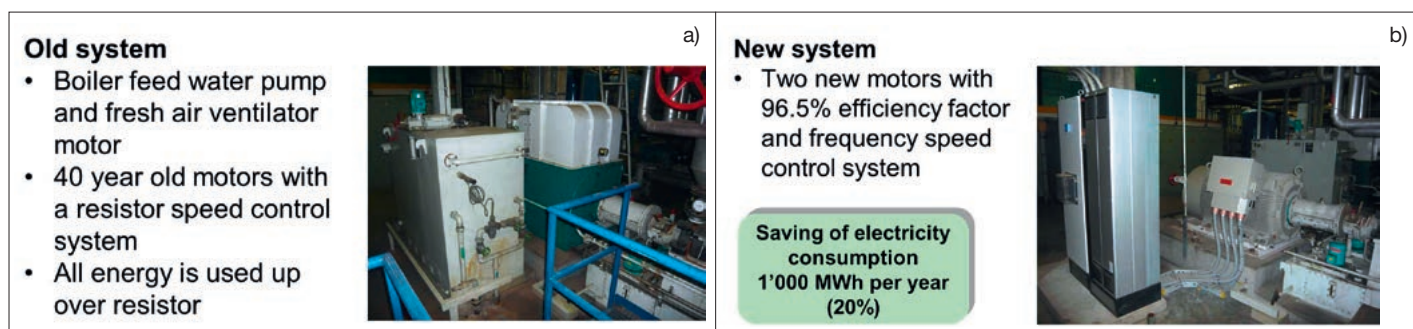 a)
Old system
• Boiler feed water pump
and fresh air ventilator
motor
• 40 year old motors with
a resistor speed control
system
• All energy is used up
over resistor
b)
New system
• Two new motors with
96.5% efficiency factor
and frequency speed
control system
Saving of electricity
consumption
1’000 MWh per year
(20%)